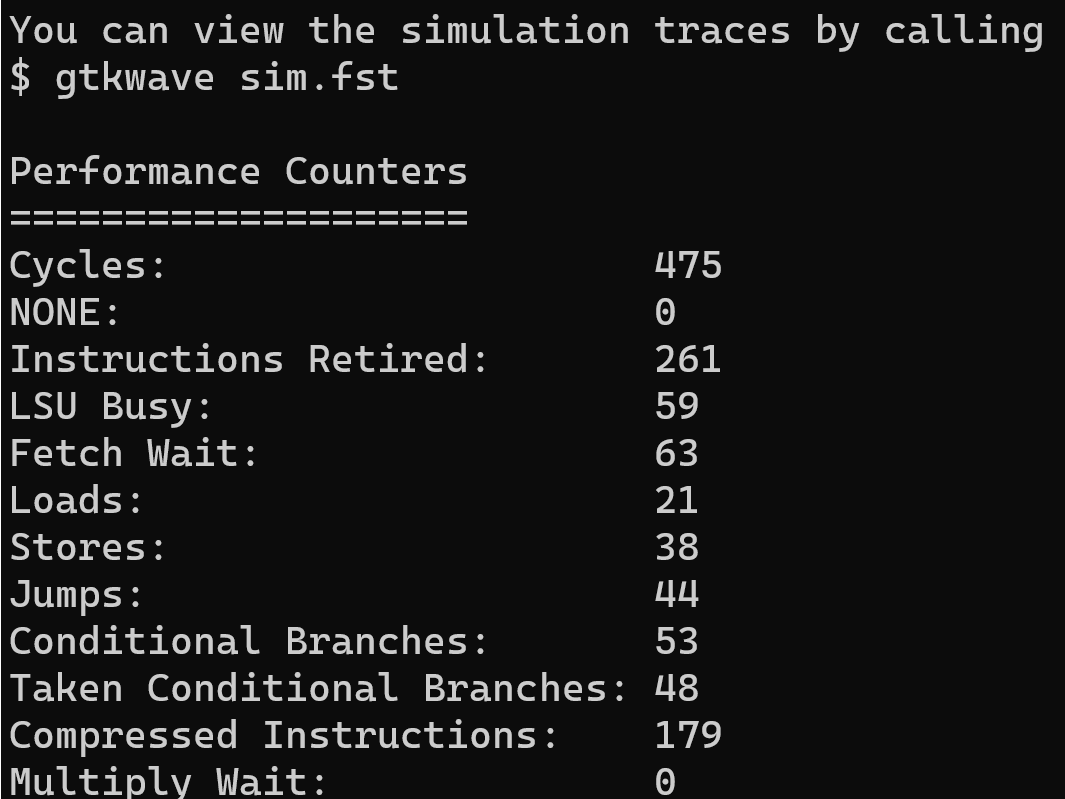 You can view the simulation traces by calling
$ gtkwave sim.fst
Performance Counters
====================
Cycles: 475
NONE: 0
Instructions Retired: 261
LSU Busy: 59
Fetch Wait: 63
Loads: 21
Stores: 38
Jumps: 44
Conditional Branches: 53
Taken Conditional Branches: 48
Compressed Instructions: 179
Multiply Wait: 0